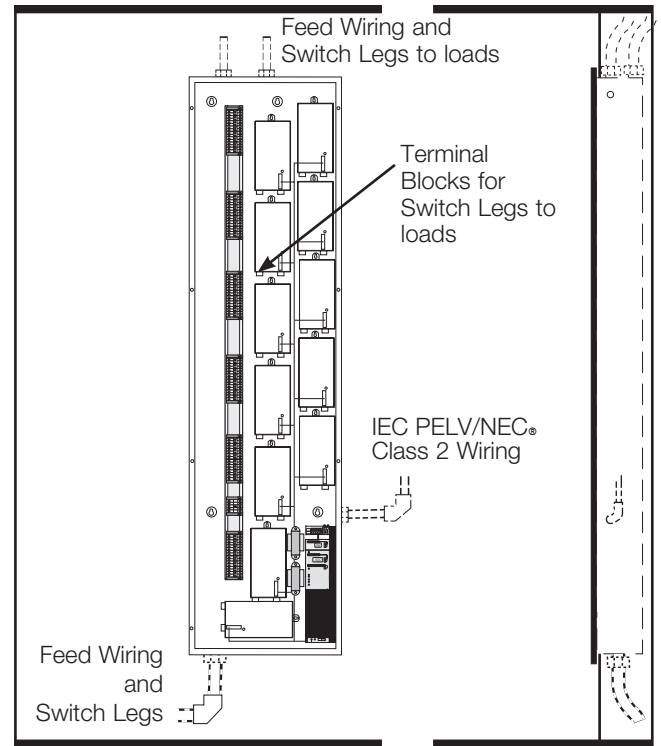 Feed Wiring and
Switch Legs to loads
Terminal
Blocks for
Switch Legs to
loads
IEC PELV/NEC®
Class 2 Wiring
Feed Wiring
and
Switch Legs